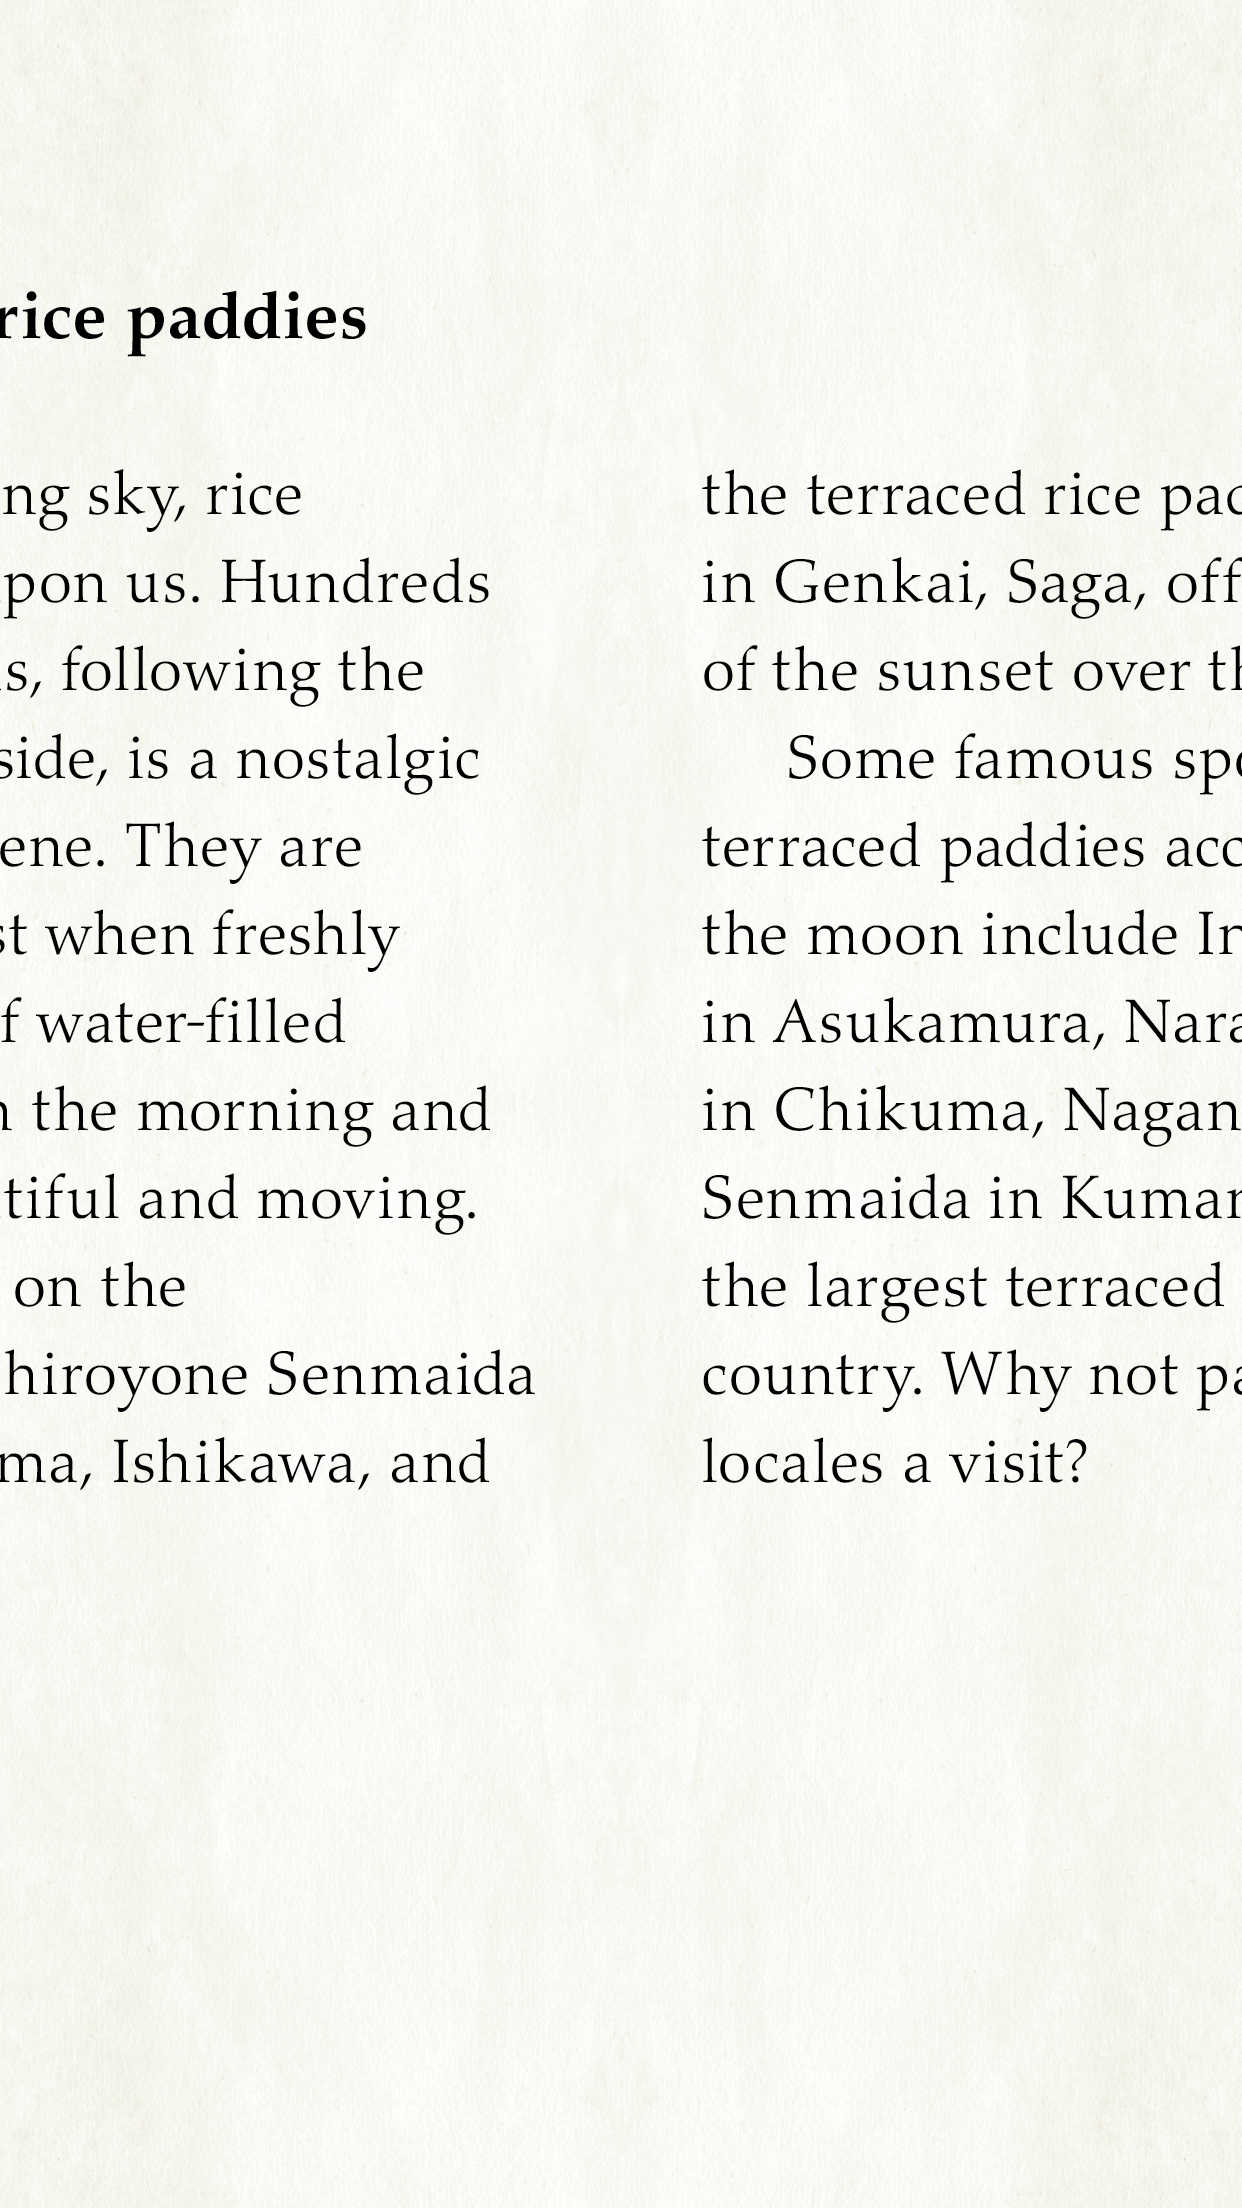 rice paddies
ng sky, rice
pon us. Hundreds
s, following the
side, is a nostalgic
ene. They are
st when freshly
f water-filled
the morning and
tiful and moving.
on the
hiroyone Senmaida
ma, Ishikawa, and
the terraced rice pad
in Genkai, Saga, off
of the sunset over th
Some famous spo
terraced paddies acc
the moon include In
in Asukamura, Nara
in Chikuma, Nagan
Senmaida in Kumar
the largest terraced
country. Why not pa
locales a visit?